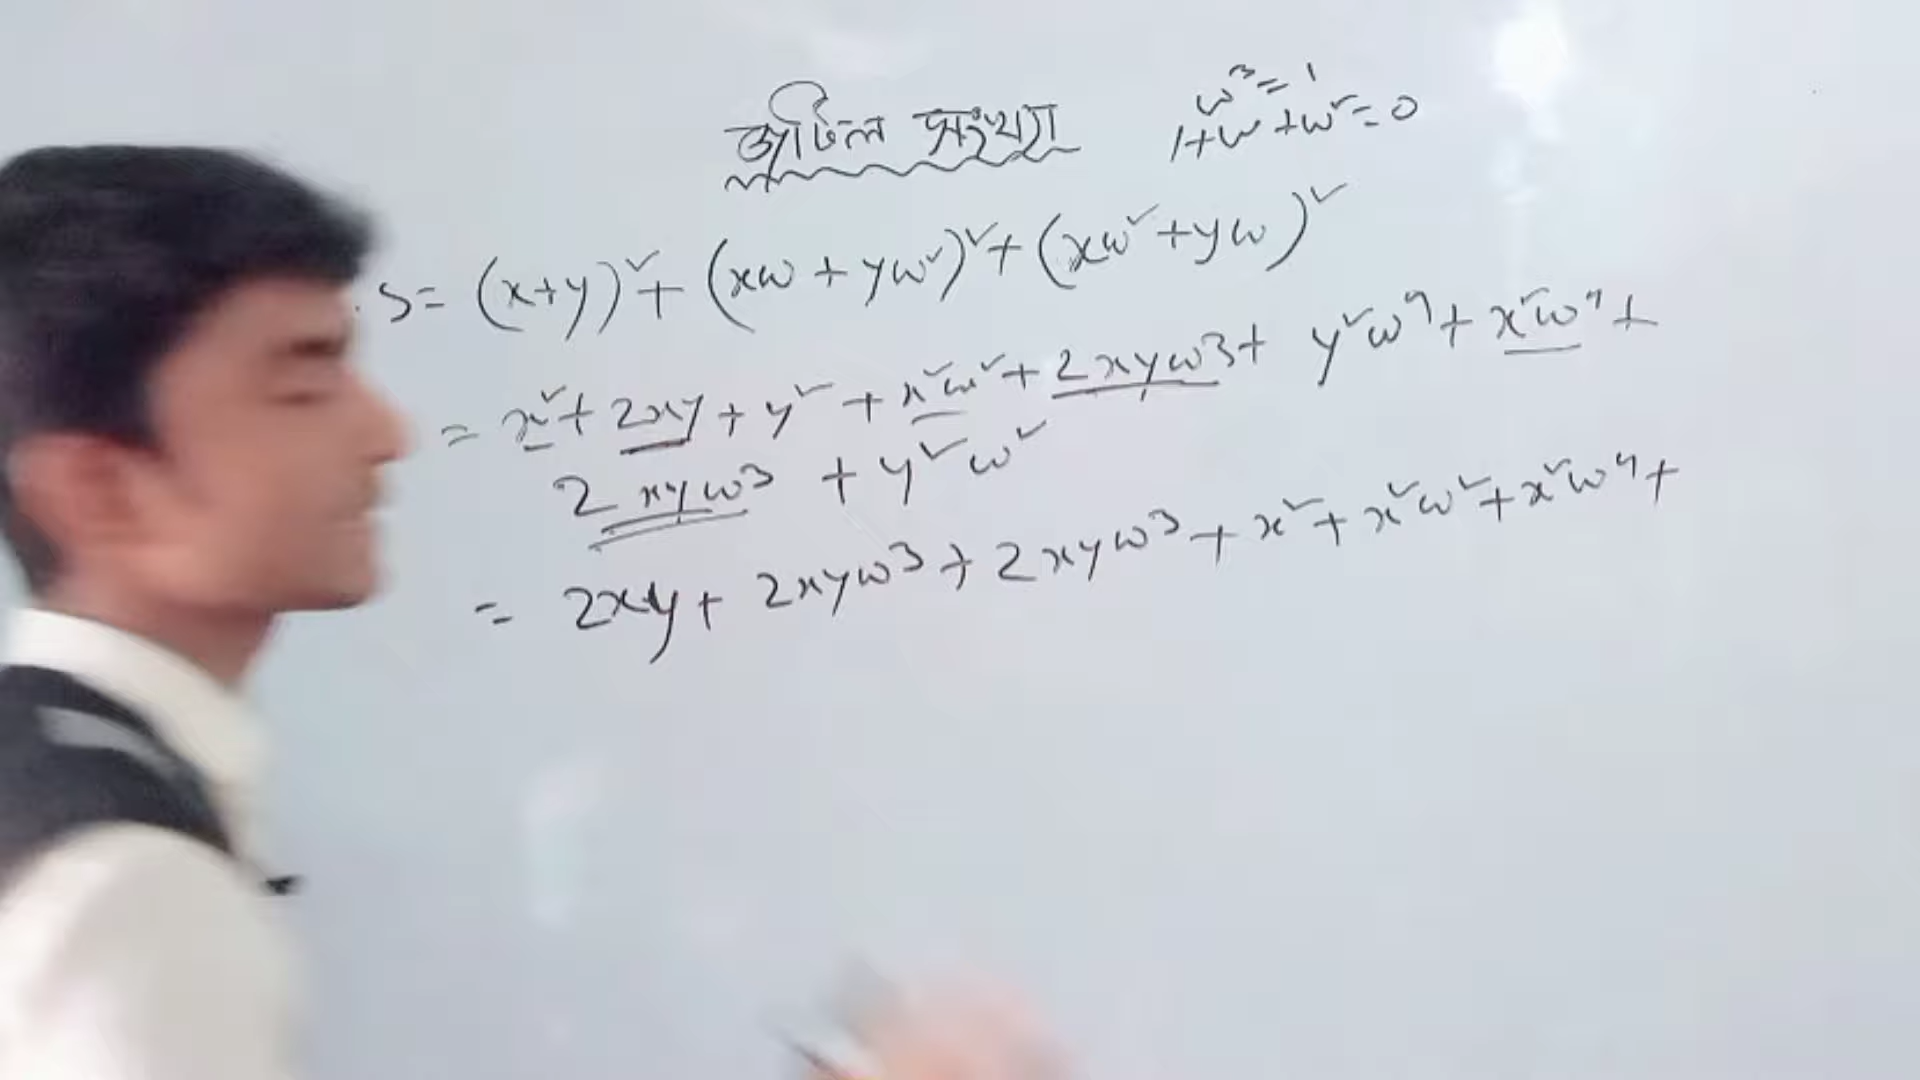 জটিল সংখ্যা
ω³=1
1+ω+ω²=0
S= (x+y)²+ (xω+yω²)²+(xω²+yω)²
= x²+2xy+y²+x²ω²+2xyω3+ y²ω⁴+x²ω⁴+
2xyω³ +y²ω²
= 2xy+ 2xyω3+2xyω³+x²+x²ω²+x²ω⁴+